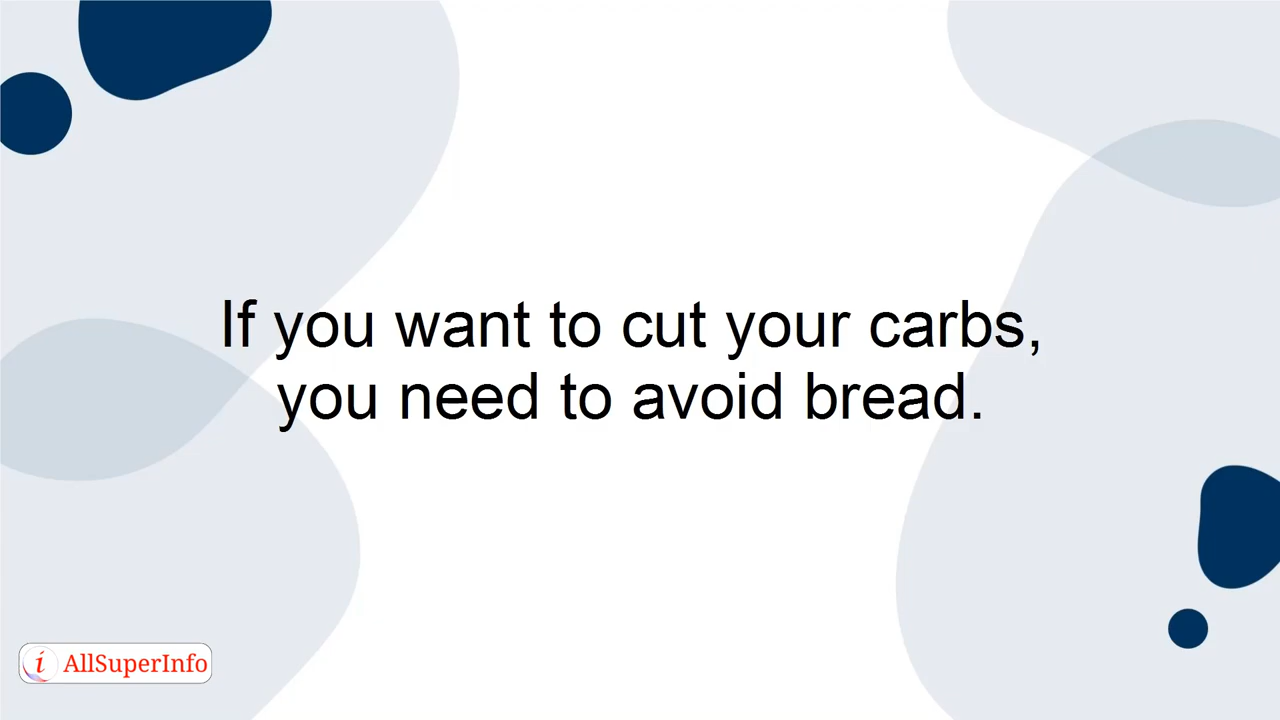 If you want to cut your carbs,
you need to avoid bread.
i AllSuperInfo